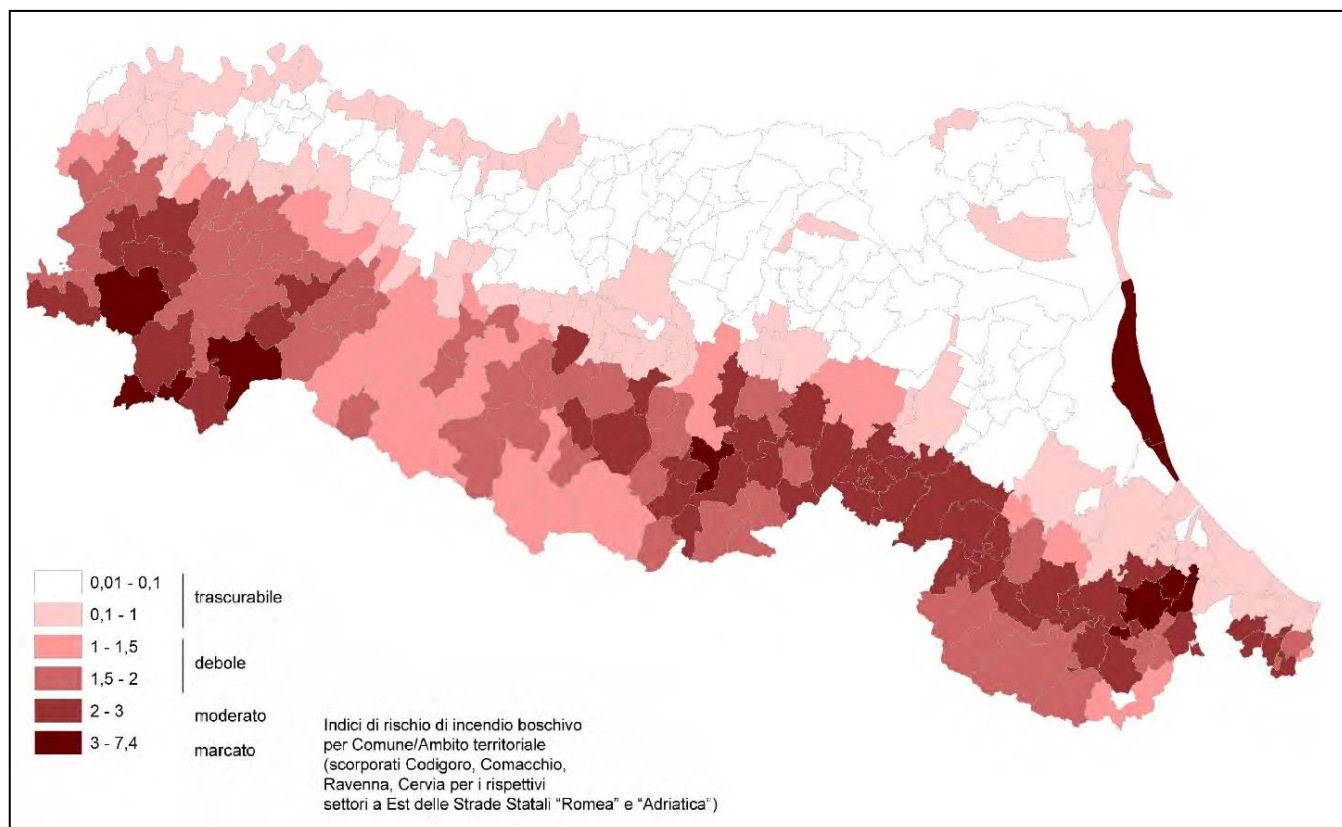 0,01 - 0,1
trascurabile
0,1 - 1
1 - 1,5
debole
1,5 - 2
2 - 3
moderato
3 - 7,4
marcato
Indici di rischio di incendio boschivo
per Comune/Ambito territoriale
(scorporati Codigoro, Comacchio,
Ravenna, Cervia per i rispettivi
settori a Est delle Strade Statali "Romea" e "Adriatica")